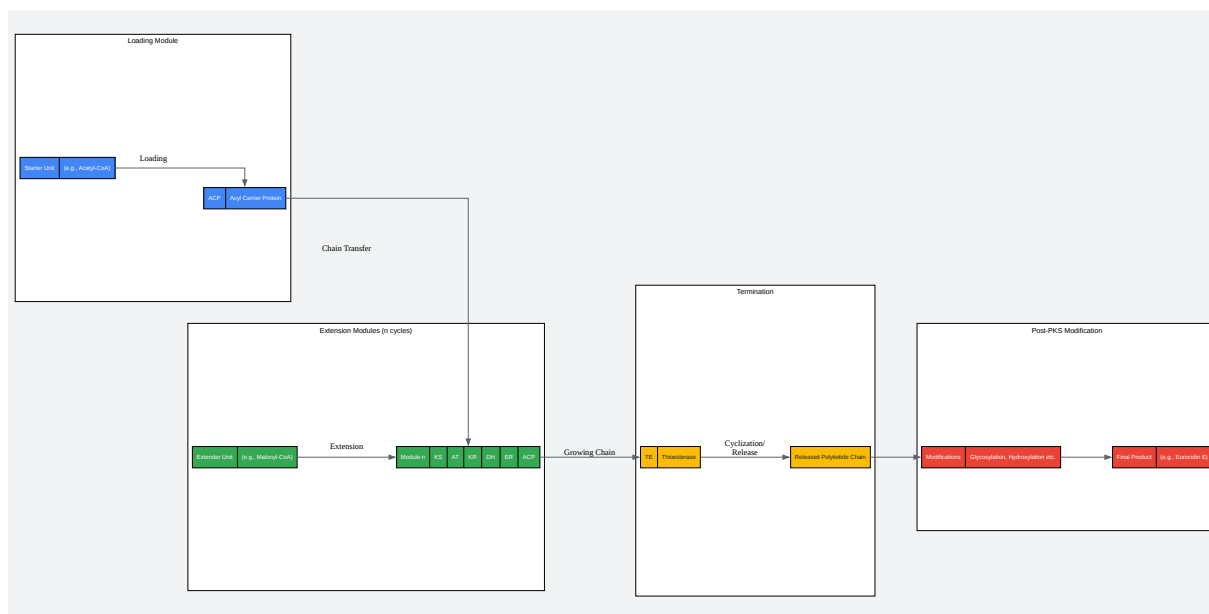 Loading Module
Starter Unit (e.g., Acetyl-CoA)
Loading
ACP Acyl Carrier Protein
Chain Transfer
Extension Modules (n cycles)
Extender Unit (e.g., Malonyl-CoA)
Extension
Module n KS AT KR DH ER ACP
Growing Chain
Termination
TE Thioesterase
Cyclization/
Release
Released Polyketide Chain
Post-PKS Modification
Modifications Glycosylation, Hydroxylation etc.
Final Product (e.g., Eurocidin E)